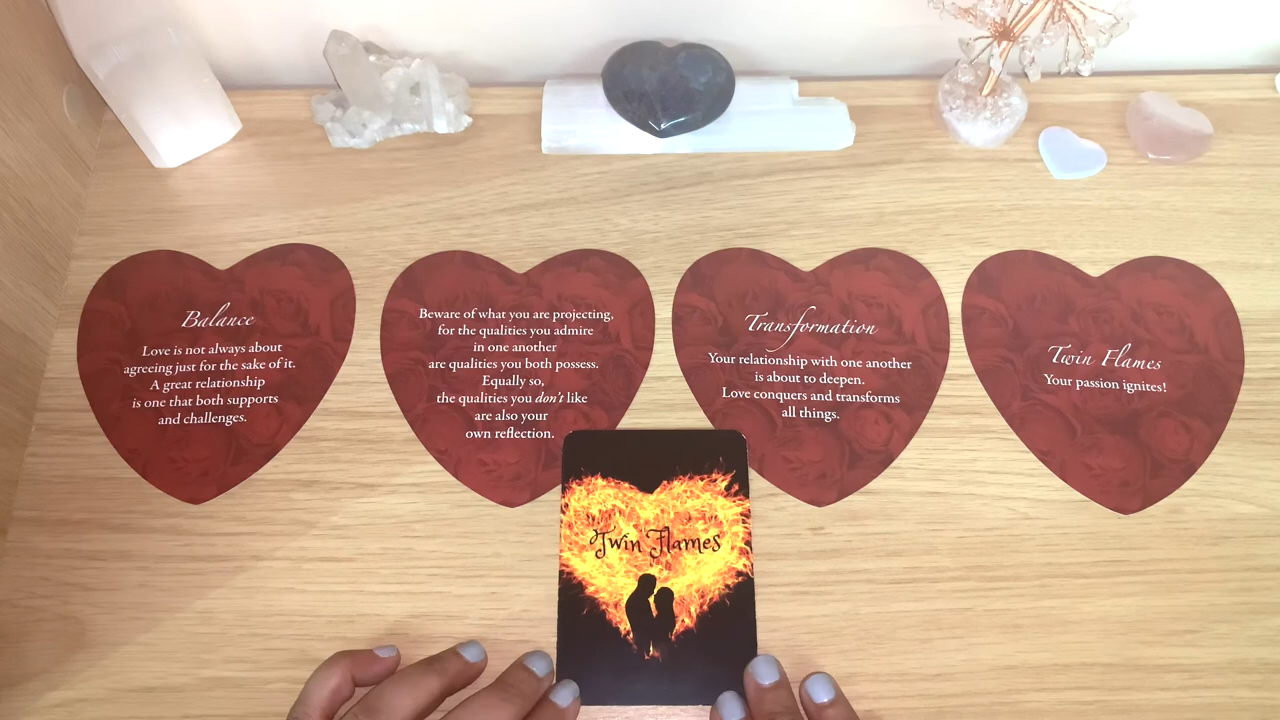 Balance
Love is not always about
agreeing just for the sake of it.
A great relationship
is one that both supports
and challenges.
Beware of what you are projecting,
for the qualities you admire
in one another
are qualities you both possess.
Equally so,
the qualities you don't like
are also your
own reflection.
Transformation
Your relationship with one another
is about to deepen.
Love conquers and transforms
all things.
Twin Flames
Your passion ignites!
Twin Flames